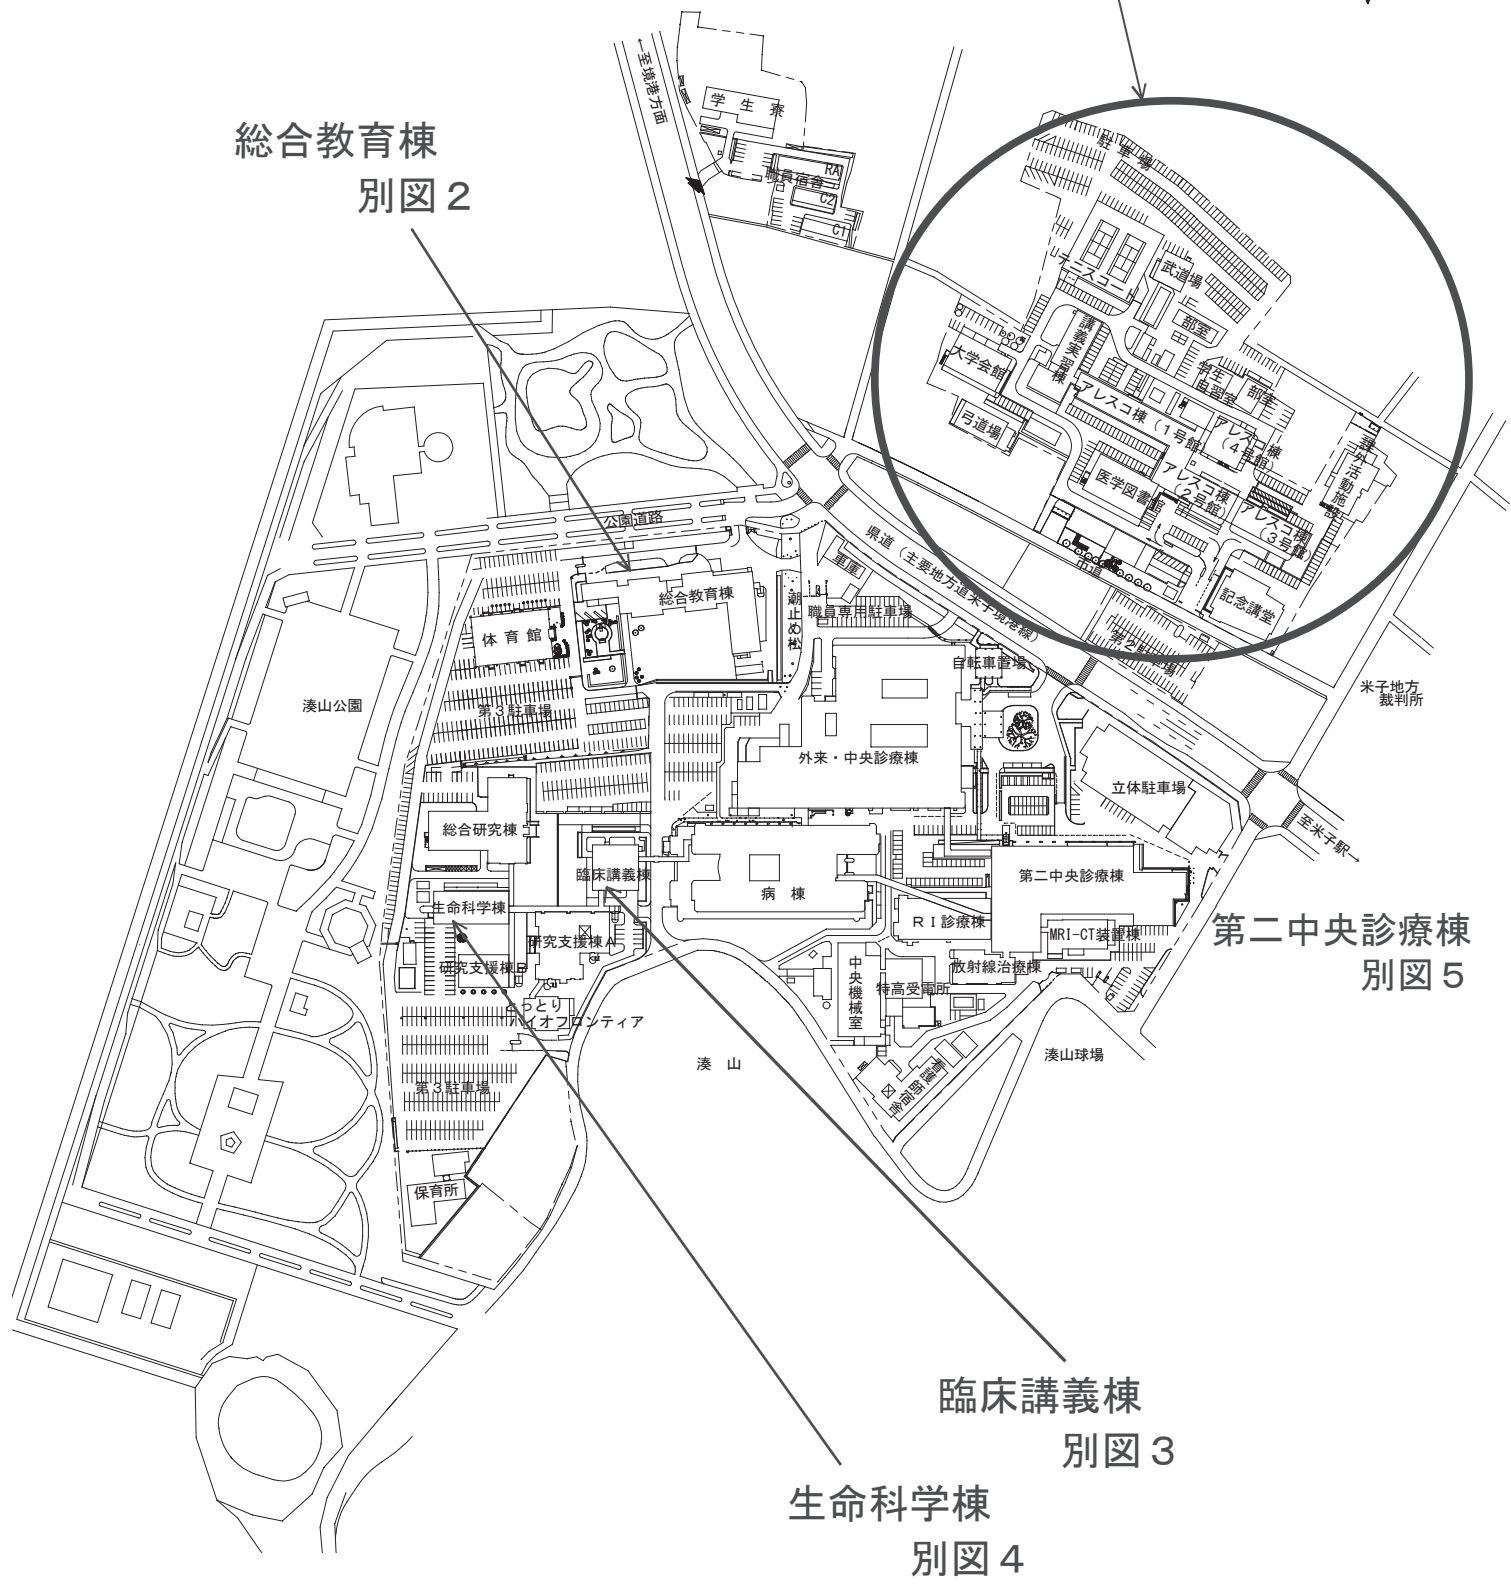 ←至境港方面
学生寮
職員宿舎
RA
C2
C1
総合教育棟
別図２
駐車場
テニスコート
武道場
部室
講義実習棟
大学会館
弓道場
学生
自習室
部室
アレスコ棟（１号館）
アレスコ棟
（４号館）
アレスコ棟
（２号館）
アレスコ棟
（３号館）
課外活動施設
医学図書館
記念講堂
中道
県道（主要地方道米子境港線）
公園道路
車庫
総合教育棟
潮止め松
職員専用駐車場
体育館
自転車置場
第２駐車場
米子地方
裁判所
湊山公園
第３駐車場
外来・中央診療棟
立体駐車場
至米子駅→
総合研究棟
臨床講義棟
病棟
第二中央診療棟
生命科学棟
ＲＩ診療棟
MRI-CT装置棟
第二中央診療棟
別図５
研究支援棟A
研究支援棟B
中央機械室
放射線治療棟
特高受電所
とっとり
バイオフロンティア
湊山
湊山球場
看護師宿舎
第３駐車場
保育所
臨床講義棟
別図３
生命科学棟
別図４